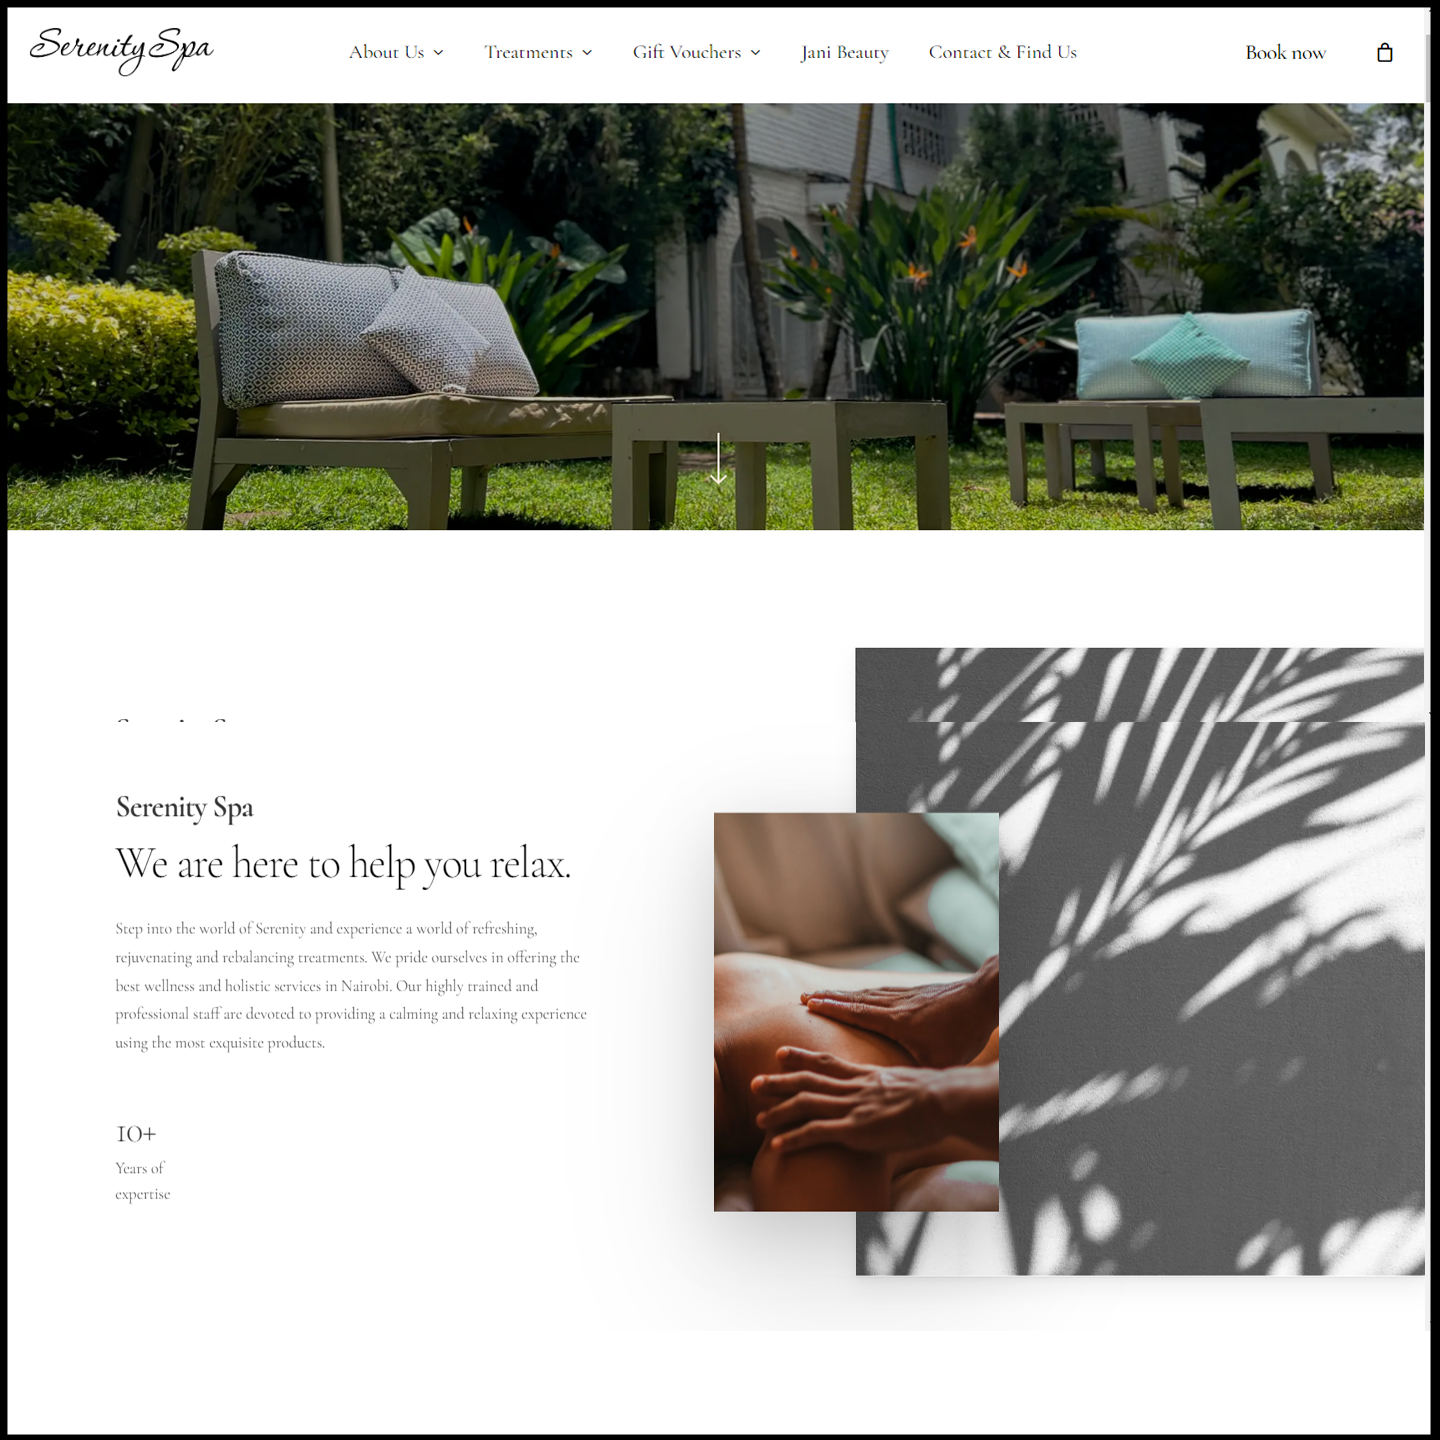 Serenity Spa
About Us
Treatments
Gift Vouchers
Jani Beauty
Contact & Find Us
Book now
Serenity Spa
We are here to help you relax.
Step into the world of Serenity and experience a world of refreshing,
rejuvenating and rebalancing treatments. We pride ourselves in offering the
best wellness and holistic services in Nairobi. Our highly trained and
professional staff are devoted to providing a calming and relaxing experience
using the most exquisite products.
10+
Years of
expertise